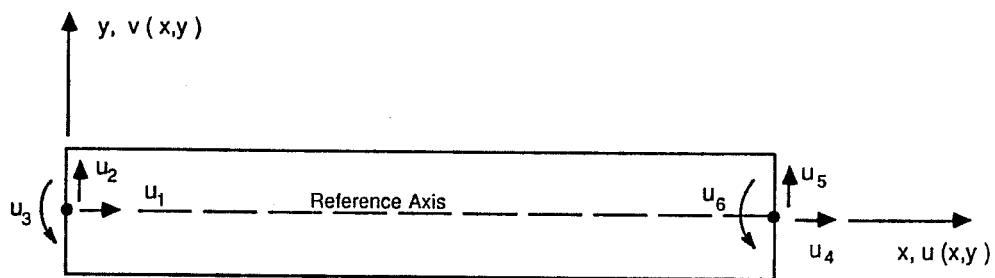 y, v ( x,y )
u2
u1
u3
Reference Axis
u6
u5
u4
x, u (x,y )